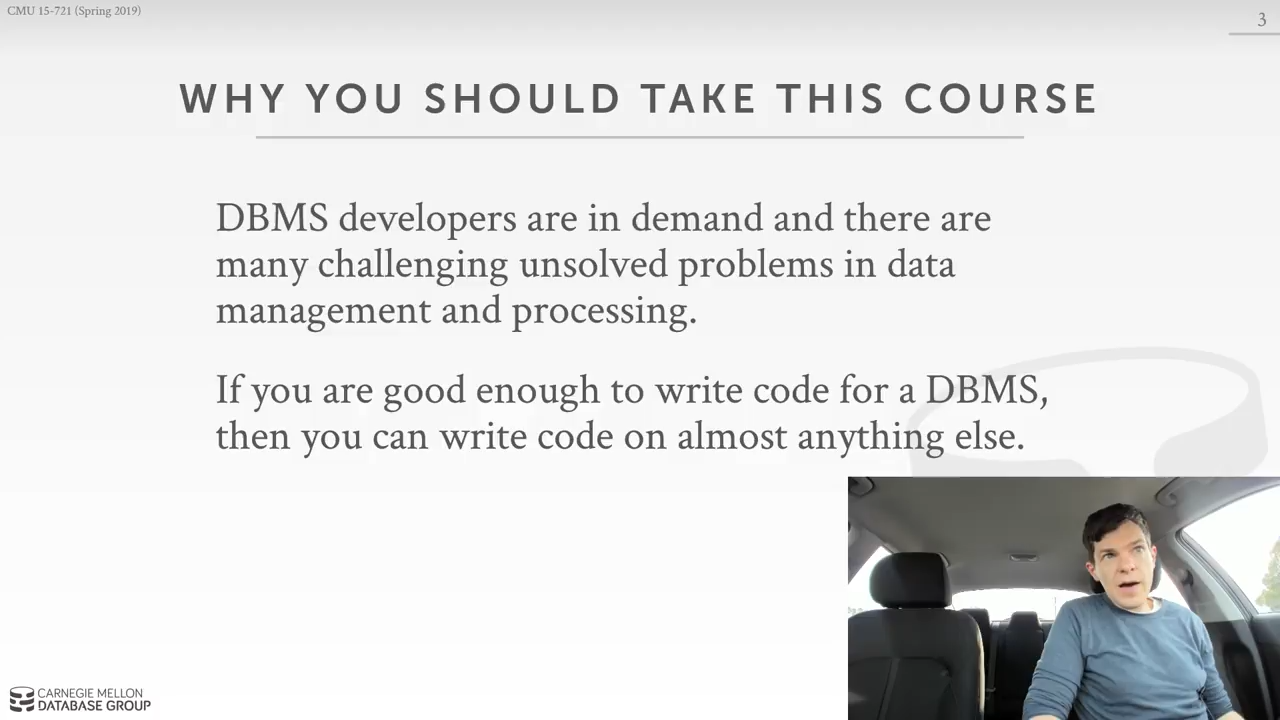 CMU 15-721 (Spring 2019)
3
WHY YOU SHOULD TAKE THIS COURSE
DBMS developers are in demand and there are
many challenging unsolved problems in data
management and processing.
If you are good enough to write code for a DBMS,
then you can write code on almost anything else.
CARNEGIE MELLON
DATABASE GROUP